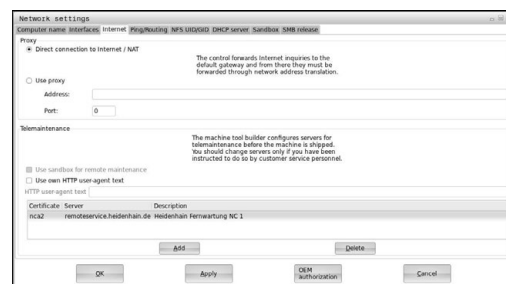 Network settings
Computer name Interfaces Internet Ping/Routing NFS UID/GID DHCP server Sandbox SMB release
Proxy
Direct connection to Internet / NAT
The control forwards Internet inquiries to the
default gateway and from there they must be
forwarded through network address translation.
Use proxy
Address:
Port: 0
Telemaintenance
The machine tool builder configures servers for
telemaintenance before the machine is shipped.
You should change servers only if you have been
instructed to do so by customer service personnel.
Use sandbox for remote maintenance
Use own HTTP user-agent text
HTTP user-agent text
Certificate Server Description
nca2 remoteservice.heidenhain.de Heidenhain Fernwartung NC 1
Add Delete
OK Apply OEM authorization Cancel